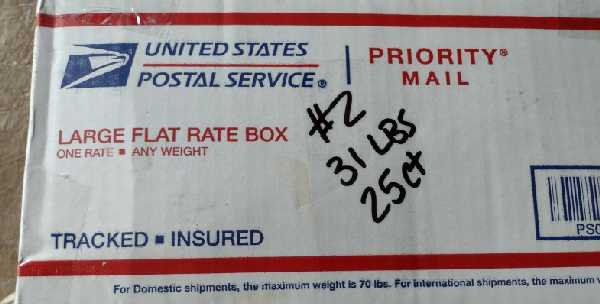 UNITED STATES
POSTAL SERVICE®
PRIORITY®
MAIL
LARGE FLAT RATE BOX
ONE RATE ■ ANY WEIGHT
#2
31 LBS
25ct
TRACKED ■ INSURED
For Domestic shipments, the maximum weight is 70 lbs. For international shipments, the maximum